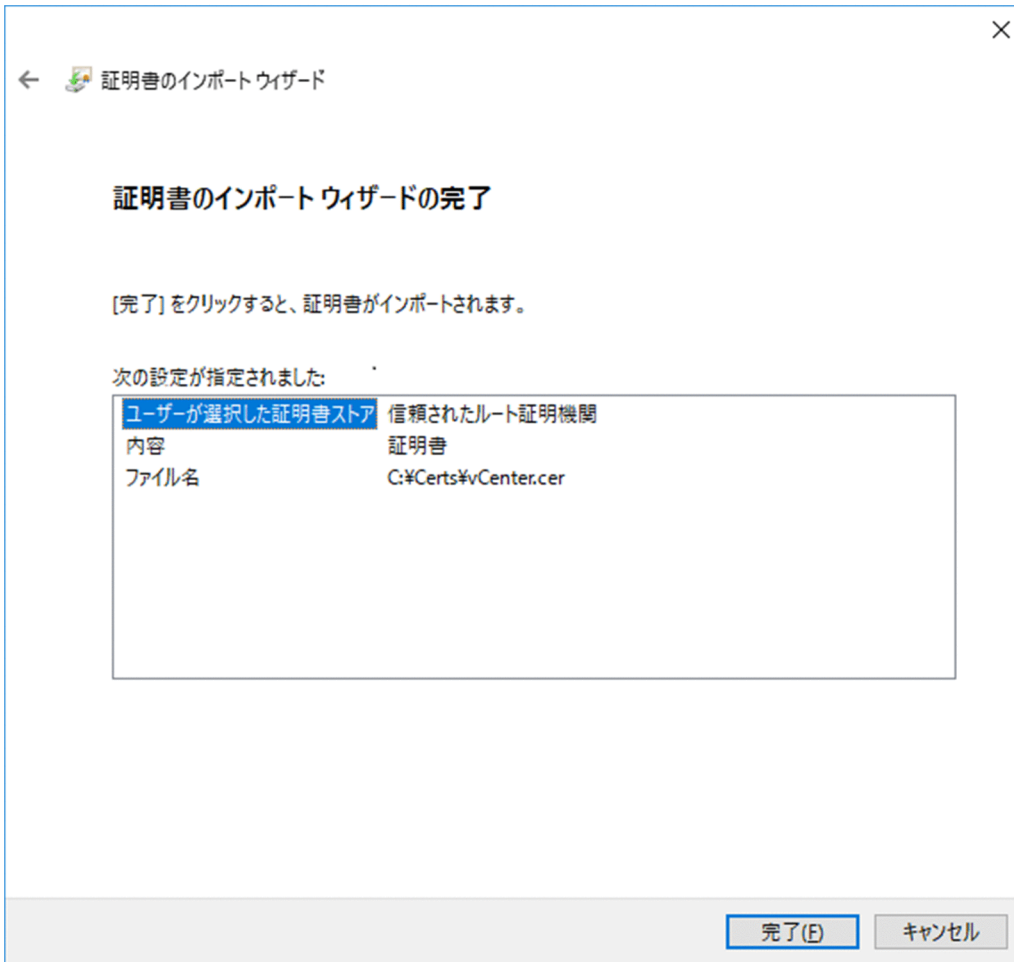 証明書のインポート ウィザード
証明書のインポート ウィザードの完了
[完了] をクリックすると、証明書がインポートされます。
次の設定が指定されました:
ユーザーが選択した証明書ストア 信頼されたルート証明機関
内容 証明書
ファイル名 C:¥Certs¥vCenter.cer
完了(F) キャンセル